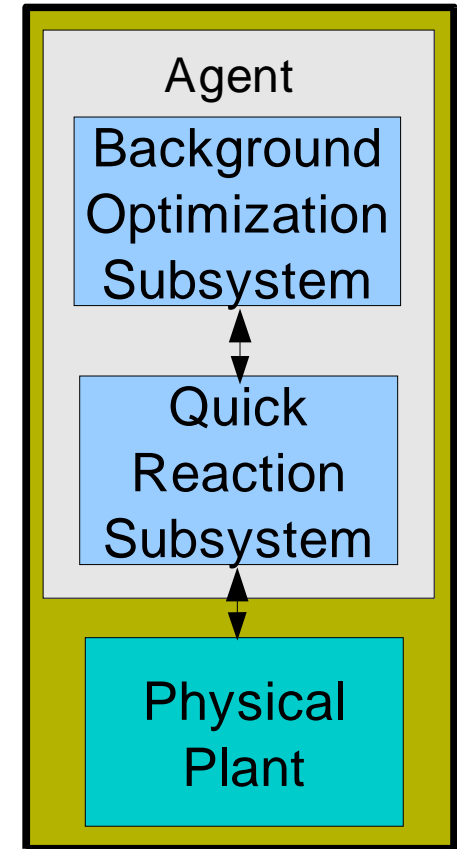 Agent
Background
Optimization
Subsystem
Quick
Reaction
Subsystem
Physical
Plant